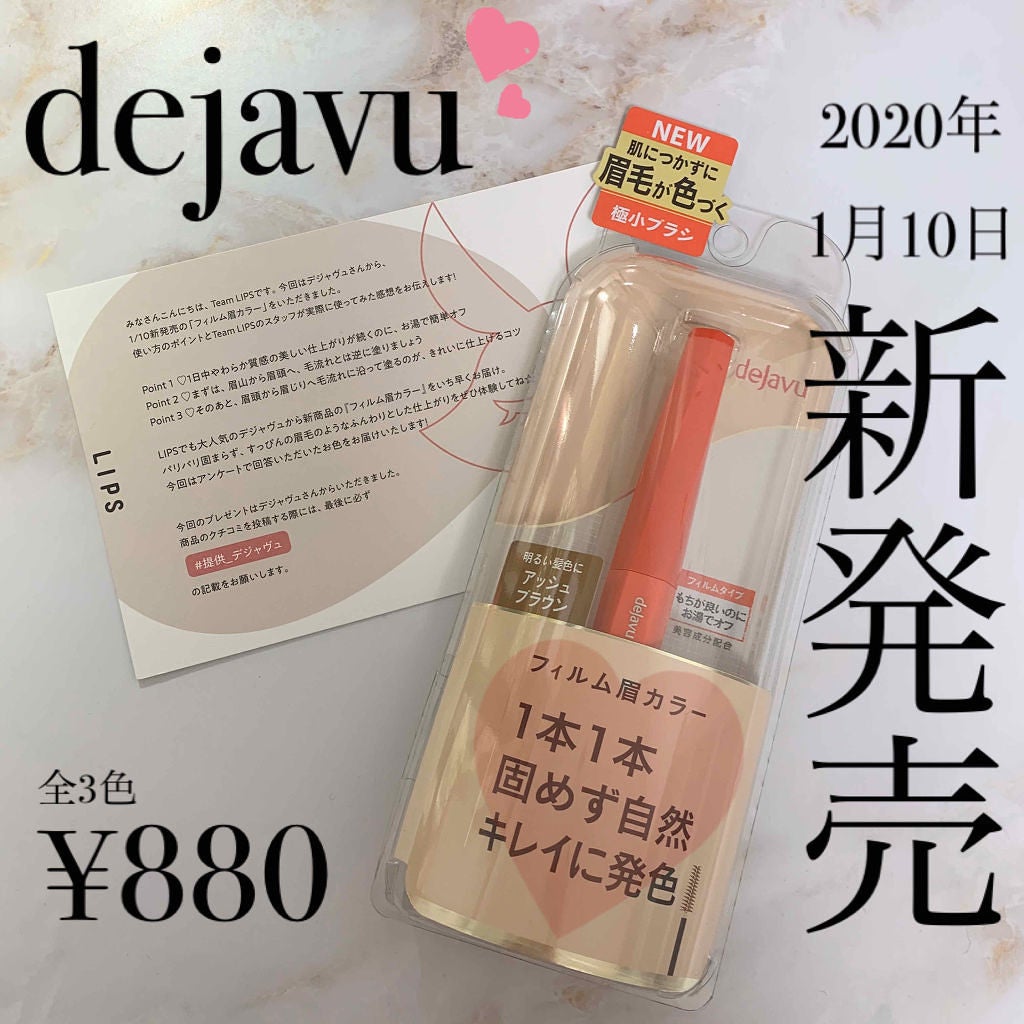 dejavu
2020年
1月10日
新発売
NEW
肌につかずに
眉毛が色づく
極小ブラシ
みなさんこんにちは、Team LIPSです。今回はデジャヴュさんから、
1/10新発売の『フィルム眉カラー』をいただきました。
使い方のポイントとTeam LIPSのスタッフが実際に使ってみた感想をお伝えします!
Point 1 ♡1日中やわらか質感の美しい仕上がりが続くのに、お湯で簡単オフ
Point 2 ♡まずは、眉山から眉頭へ、毛流れとは逆に塗りましょう
Point 3 ♡そのあと、眉頭から眉じりへ毛流れに沿って塗るのが、きれいに仕上げるコツ
LIPSでも大人気のデジャヴュから新商品の『フィルム眉カラー』をいち早くお届け。
パリパリ固まらず、すっぴんの眉毛のようなふんわりとした仕上がりをぜひ体験してね☆
今回はアンケートで回答いただいたお色をお届けいたします!
今回のプレゼントはデジャヴュさんからいただきました。
商品のクチコミを投稿する際には、最後に必ず
#提供_デジャヴュ
の記載をお願いします。
LIPS
dejavu
明るい髪色に
アッシュ
ブラウン
dejavu
フィルムタイプ
もちが良いのに
お湯でオフ
美容成分配合
フィルム眉カラー
1本1本
固めず自然
キレイに発色
全3色
¥880